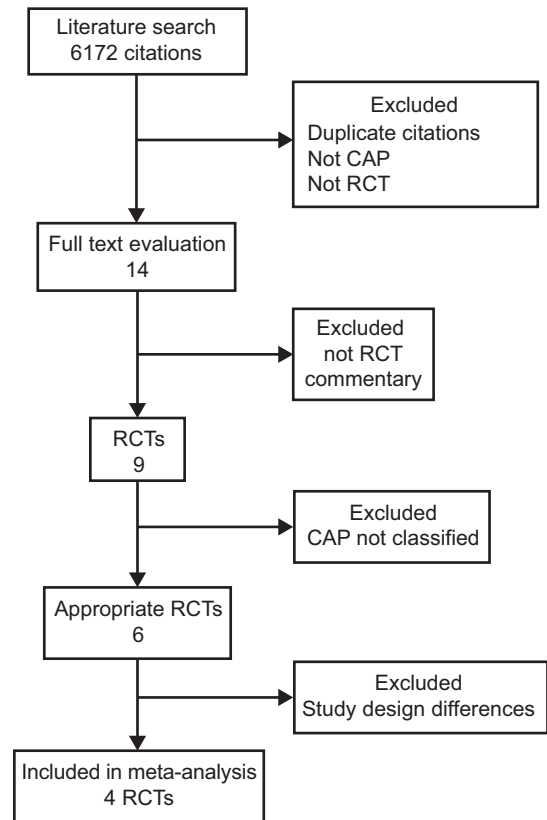 Literature search
6172 citations
Excluded
Duplicate citations
Not CAP
Not RCT
Full text evaluation
14
Excluded
not RCT
commentary
RCTs
9
Excluded
CAP not classified
Appropriate RCTs
6
Excluded
Study design differences
Included in meta-analysis
4 RCTs